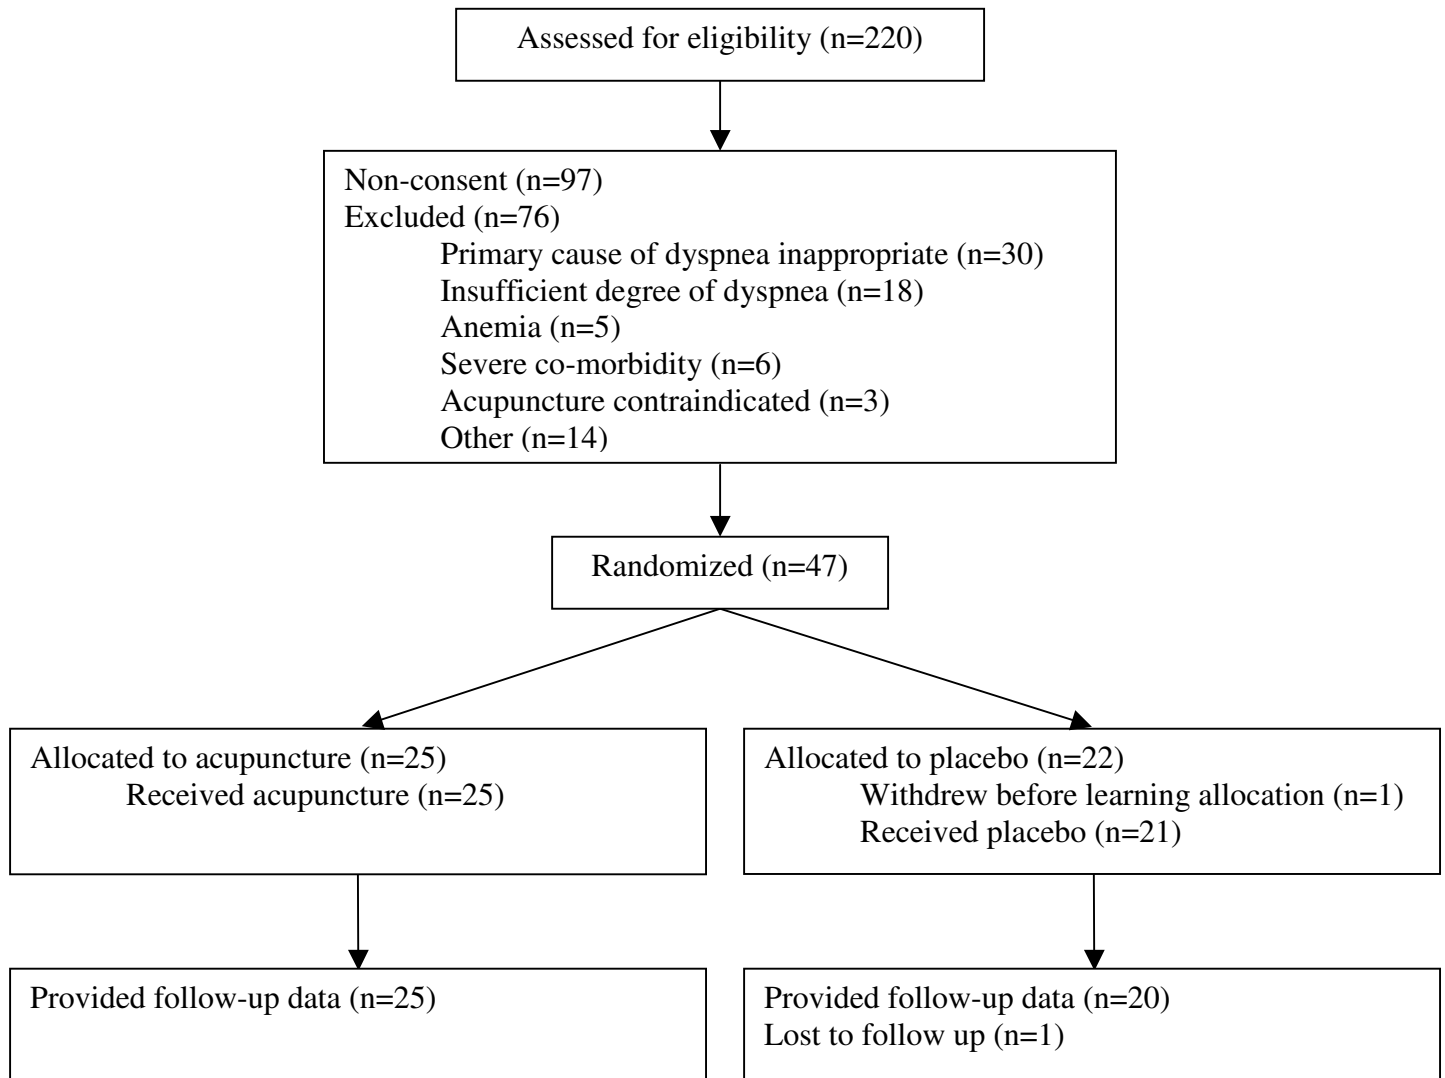 Assessed for eligibility (n=220)
Non-consent (n=97)
Excluded (n=76)
Primary cause of dyspnea inappropriate (n=30)
Insufficient degree of dyspnea (n=18)
Anemia (n=5)
Severe co-morbidity (n=6)
Acupuncture contraindicated (n=3)
Other (n=14)
Randomized (n=47)
Allocated to acupuncture (n=25)
Received acupuncture (n=25)
Allocated to placebo (n=22)
Withdrew before learning allocation (n=1)
Received placebo (n=21)
Provided follow-up data (n=25)
Provided follow-up data (n=20)
Lost to follow up (n=1)